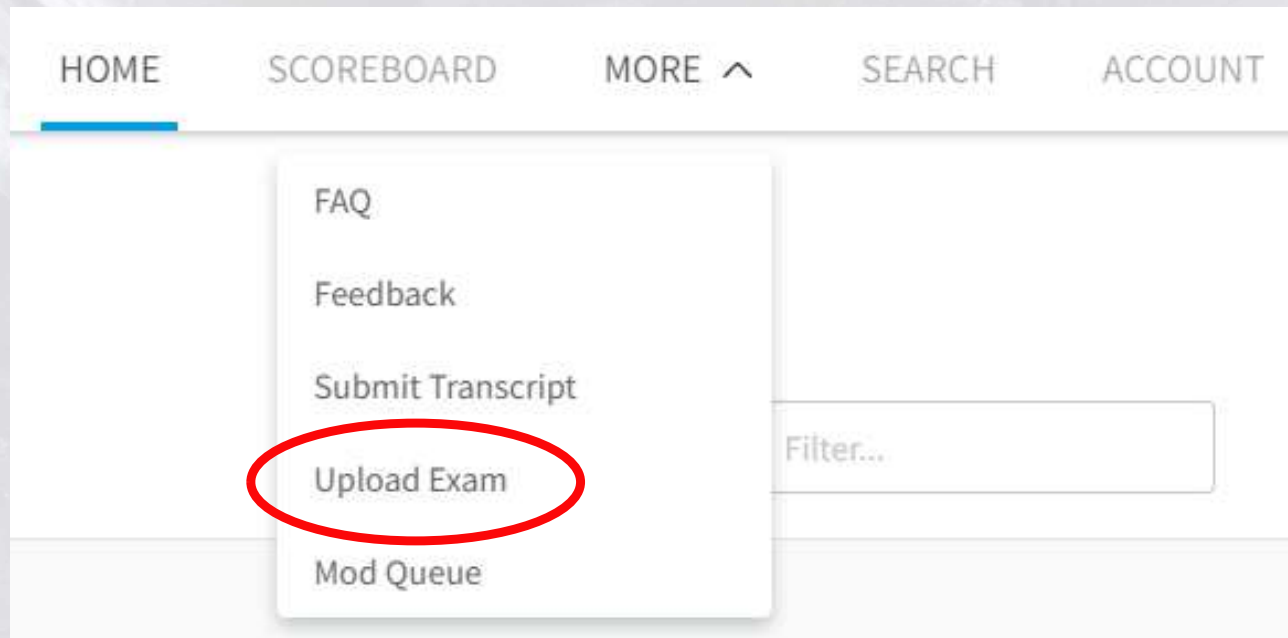 HOME SCOREBOARD MORE SEARCH ACCOUNT
FAQ
Feedback
Submit Transcript
Filter...
Upload Exam
Mod Queue